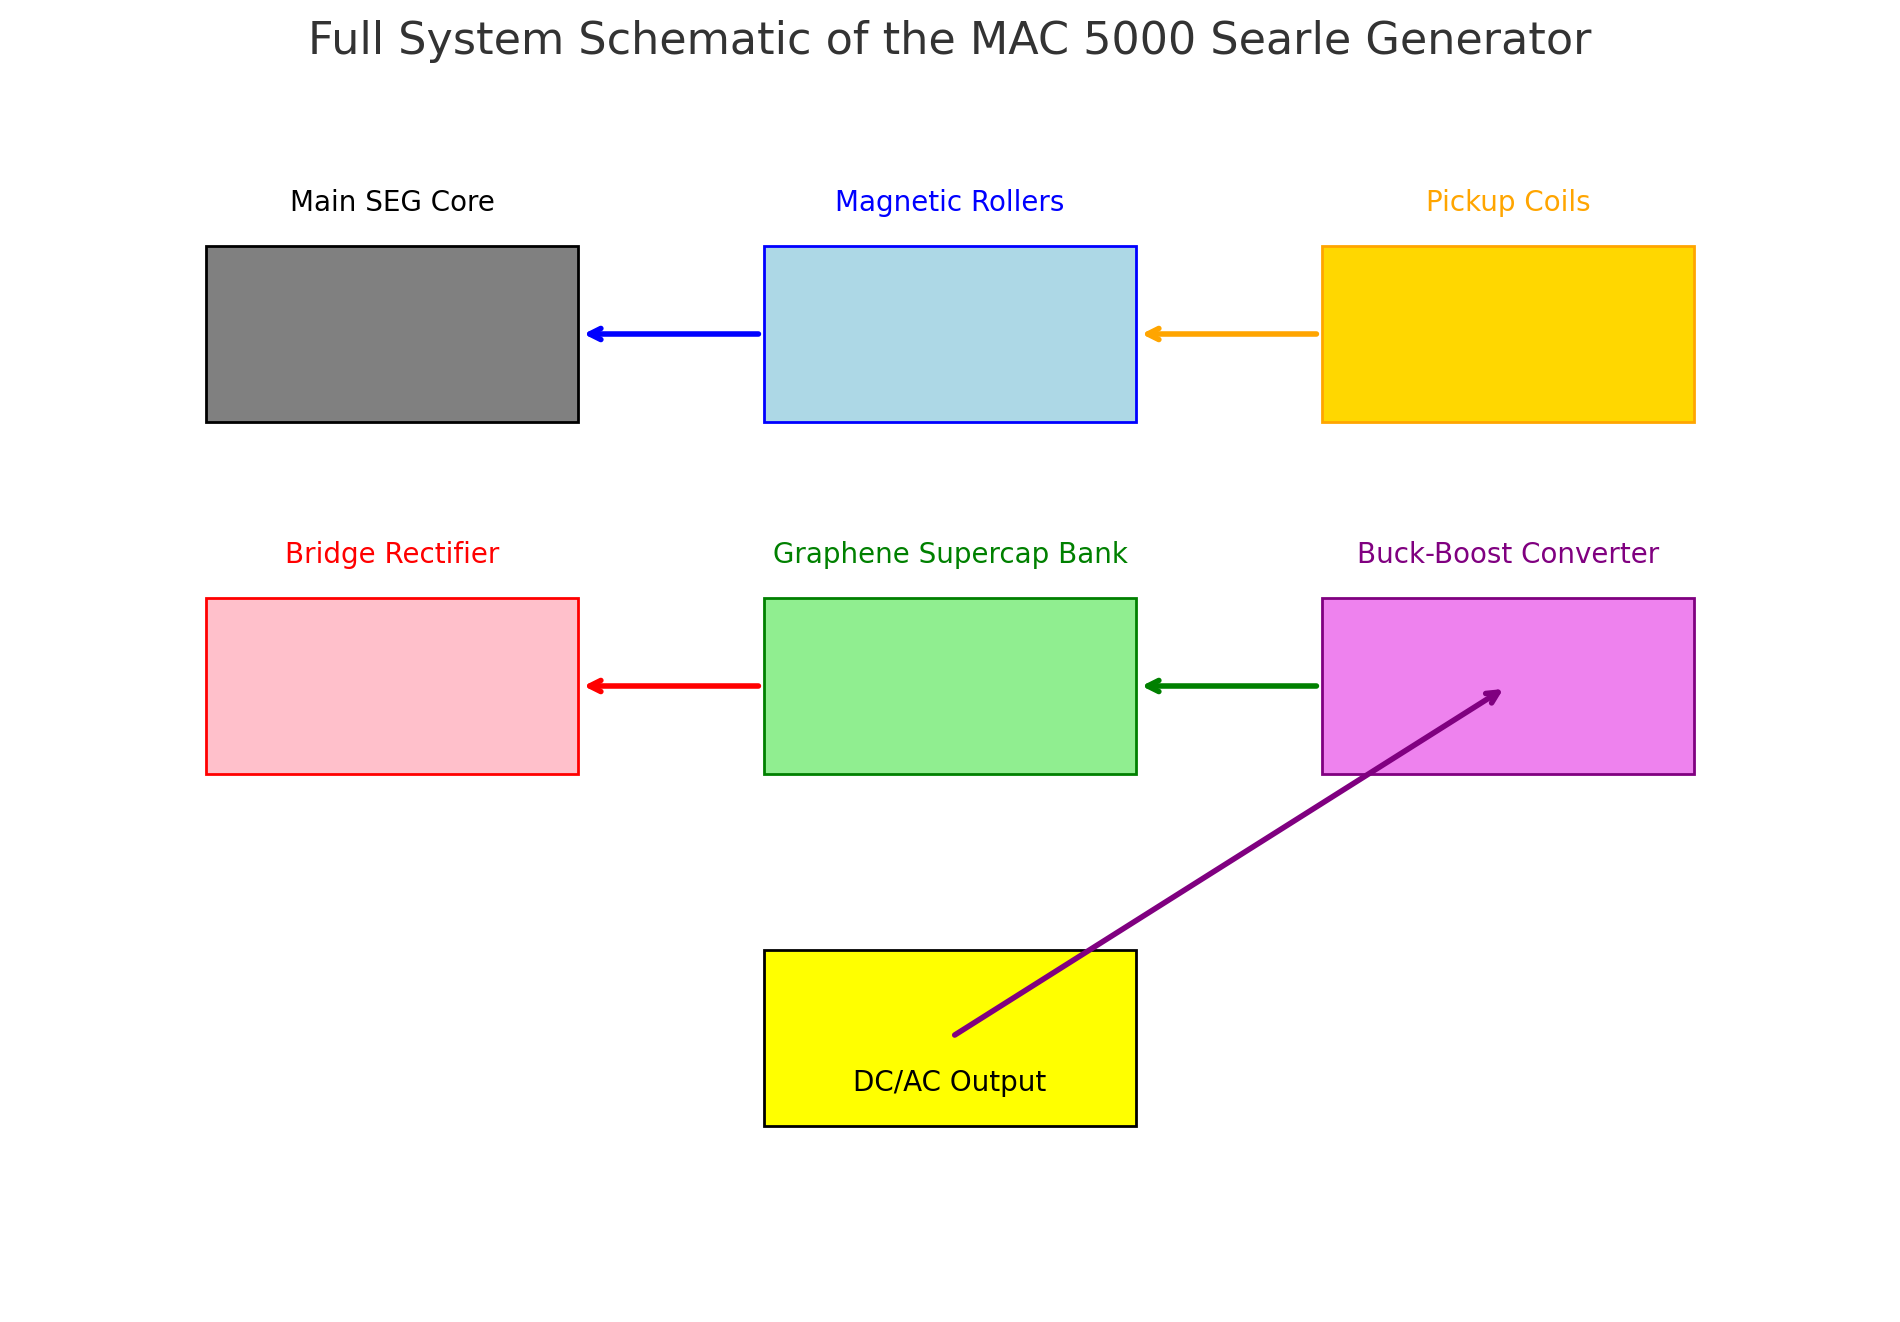 Full System Schematic of the MAC 5000 Searle Generator
Main SEG Core
Magnetic Rollers
Pickup Coils
Bridge Rectifier
Graphene Supercap Bank
Buck-Boost Converter
DC/AC Output